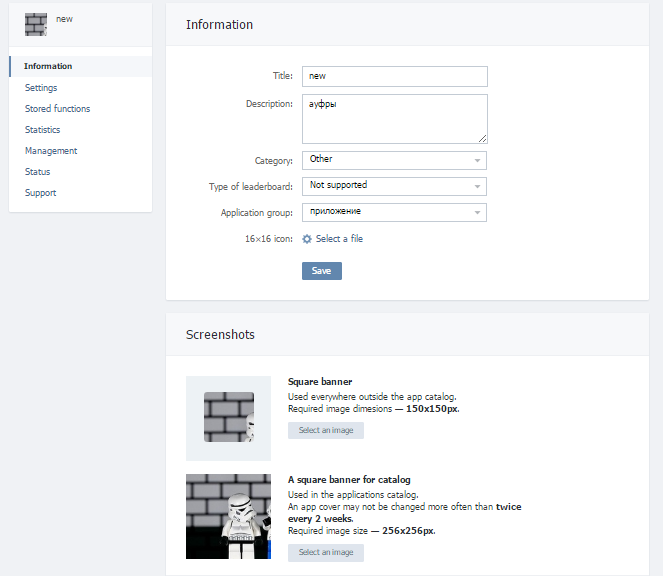 new
Information
Settings
Stored functions
Statistics
Management
Status
Support
Information
Title:
new
Description:
ауфры
Category:
Other
Type of leaderboard:
Not supported
Application group:
приложение
16×16 icon:
Select a file
Save
Screenshots
Square banner
Used everywhere outside the app catalog.
Required image dimesions — 150x150px.
Select an image
A square banner for catalog
Used in the applications catalog.
An app cover may not be changed more often than twice
every 2 weeks.
Required image size — 256x256px.
Select an image